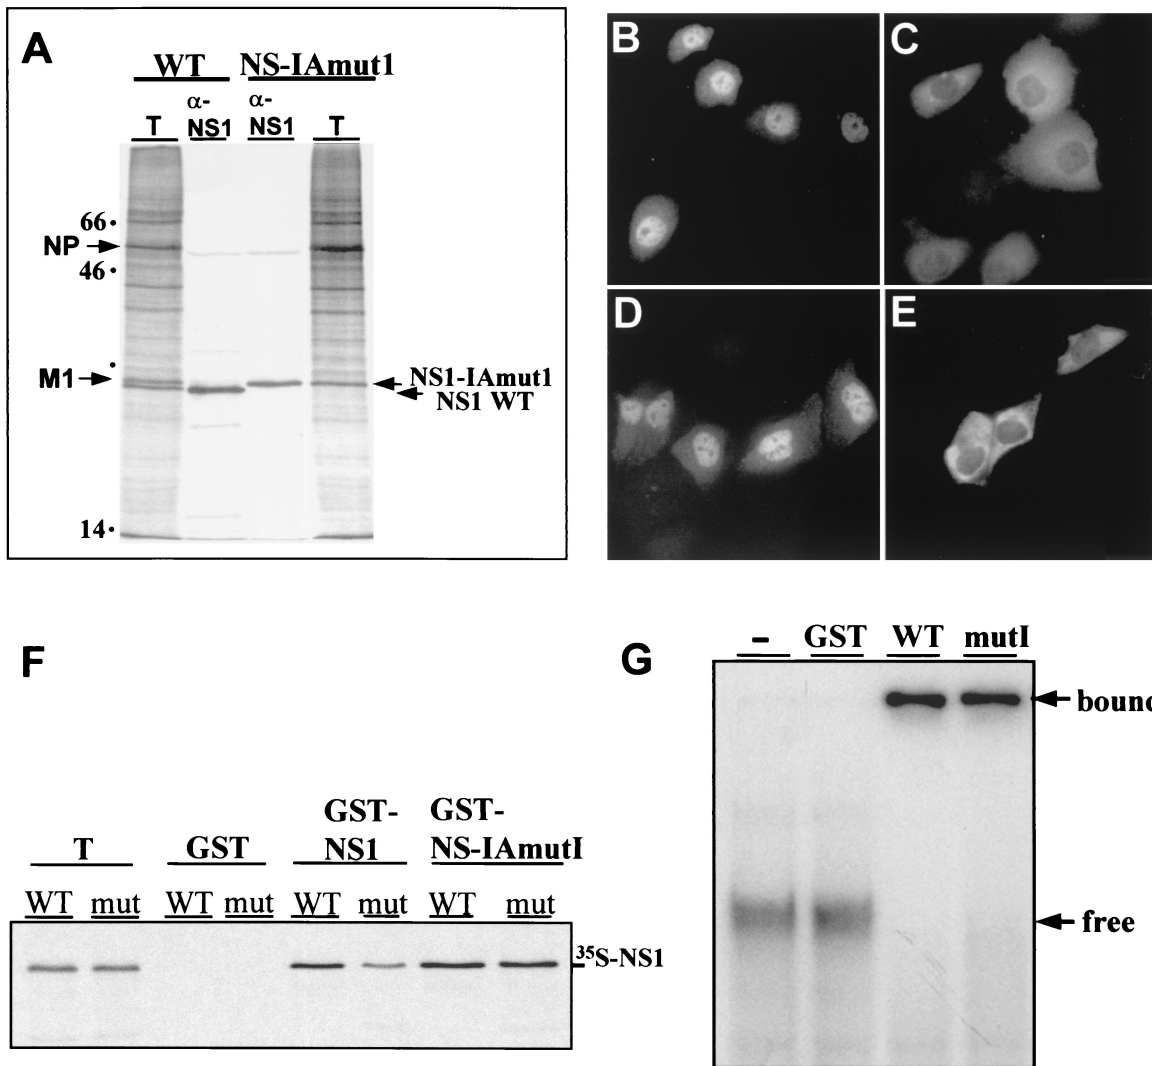 A
WT NS-IAmut1
α-NS1 α-NS1
T T
66
NP
46
M1
NS1-IAmut1
NS1 WT
14
B
C
D
E
F
GST- GST-
T GST NS1 NS-IAmutI
WT mut WT mut WT mut WT mut
35S-NS1
G
- GST WT mutI
bound
free